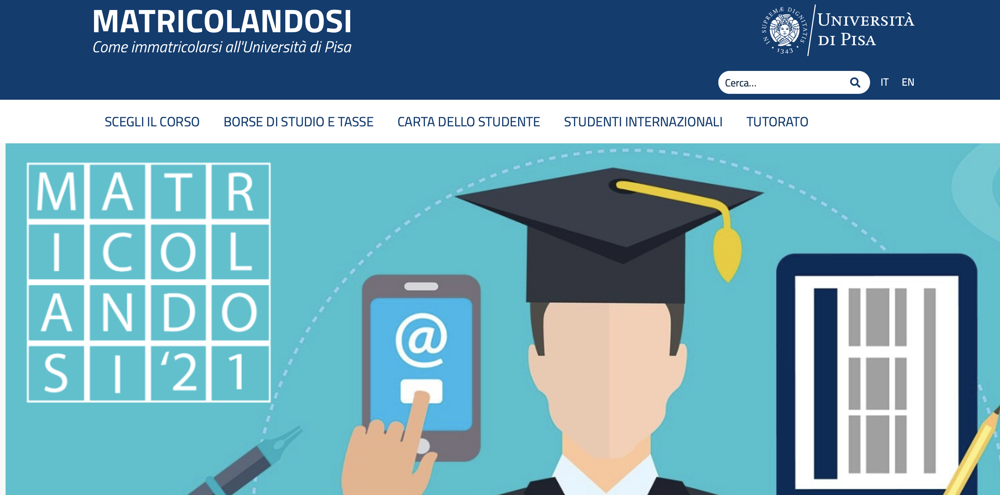 MATRICOLANDOSI
Come immatricolarsi all'Università di Pisa
IN SUPREMÆ DIGNITATIS
• 1343 •
Università
di Pisa
Cerca...
IT EN
SCEGLI IL CORSO BORSE DI STUDIO E TASSE CARTA DELLO STUDENTE STUDENTI INTERNAZIONALI TUTORATO
M A T R
I C O L
A N D O
S I ‘2 1
@